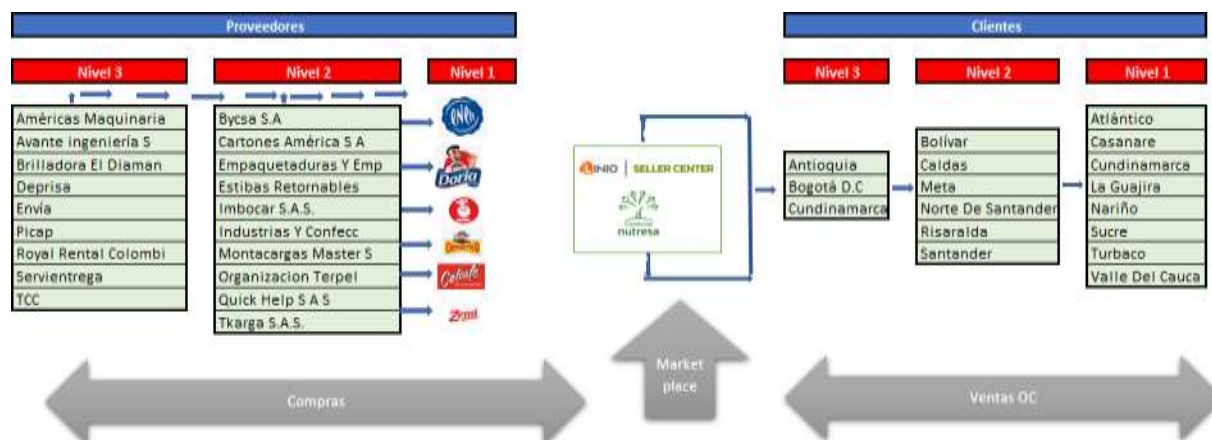 Proveedores
Nivel 3
Nivel 2
Nivel 1
Américas Maquinaria
Avante ingeniería S
Brilladora El Diaman
Deprisa
Envía
Picap
Royal Rental Colombi
Servientrega
TCC
Bycsa S.A
Cartones América S A
Empaquetaduras Y Emp
Estibas Retornables
Imbocar S.A.S.
Industrias Y Confecc
Montacargas Master S
Organizacion Terpel
Quick Help S A S
Tkarga S.A.S.
Doria
Colcafe
Zenú
LINIO | SELLER CENTER
nutresa
Market
place
Compras
Clientes
Nivel 3
Nivel 2
Nivel 1
Antioquia
Bogotá D.C
Cundinamarca
Bolívar
Caldas
Meta
Norte De Santander
Risaralda
Santander
Atlántico
Casanare
Cundinamarca
La Guajira
Nariño
Sucre
Turbaco
Valle Del Cauca
Ventas OC